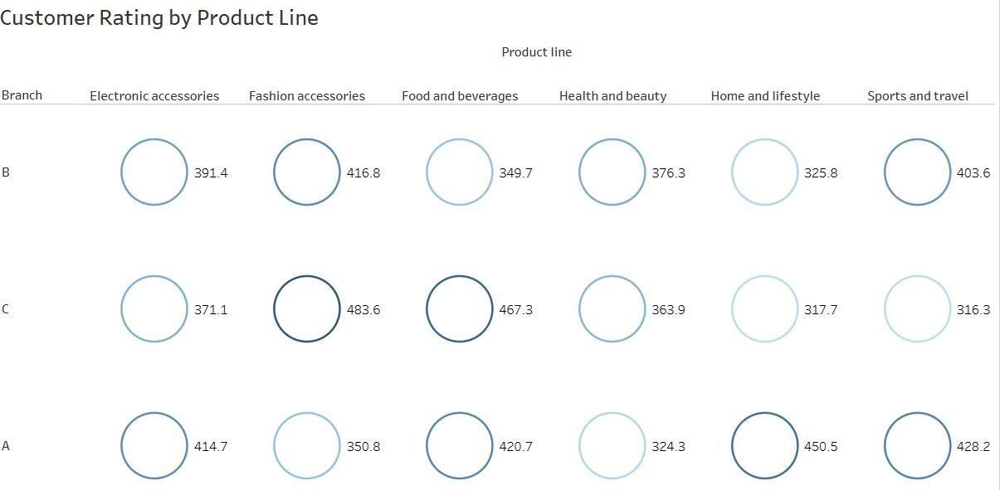 Customer Rating by Product Line
Product line
Branch Electronic accessories Fashion accessories Food and beverages Health and beauty Home and lifestyle Sports and travel
B 391.4 416.8 349.7 376.3 325.8 403.6
C 371.1 483.6 467.3 363.9 317.7 316.3
A 414.7 350.8 420.7 324.3 450.5 428.2